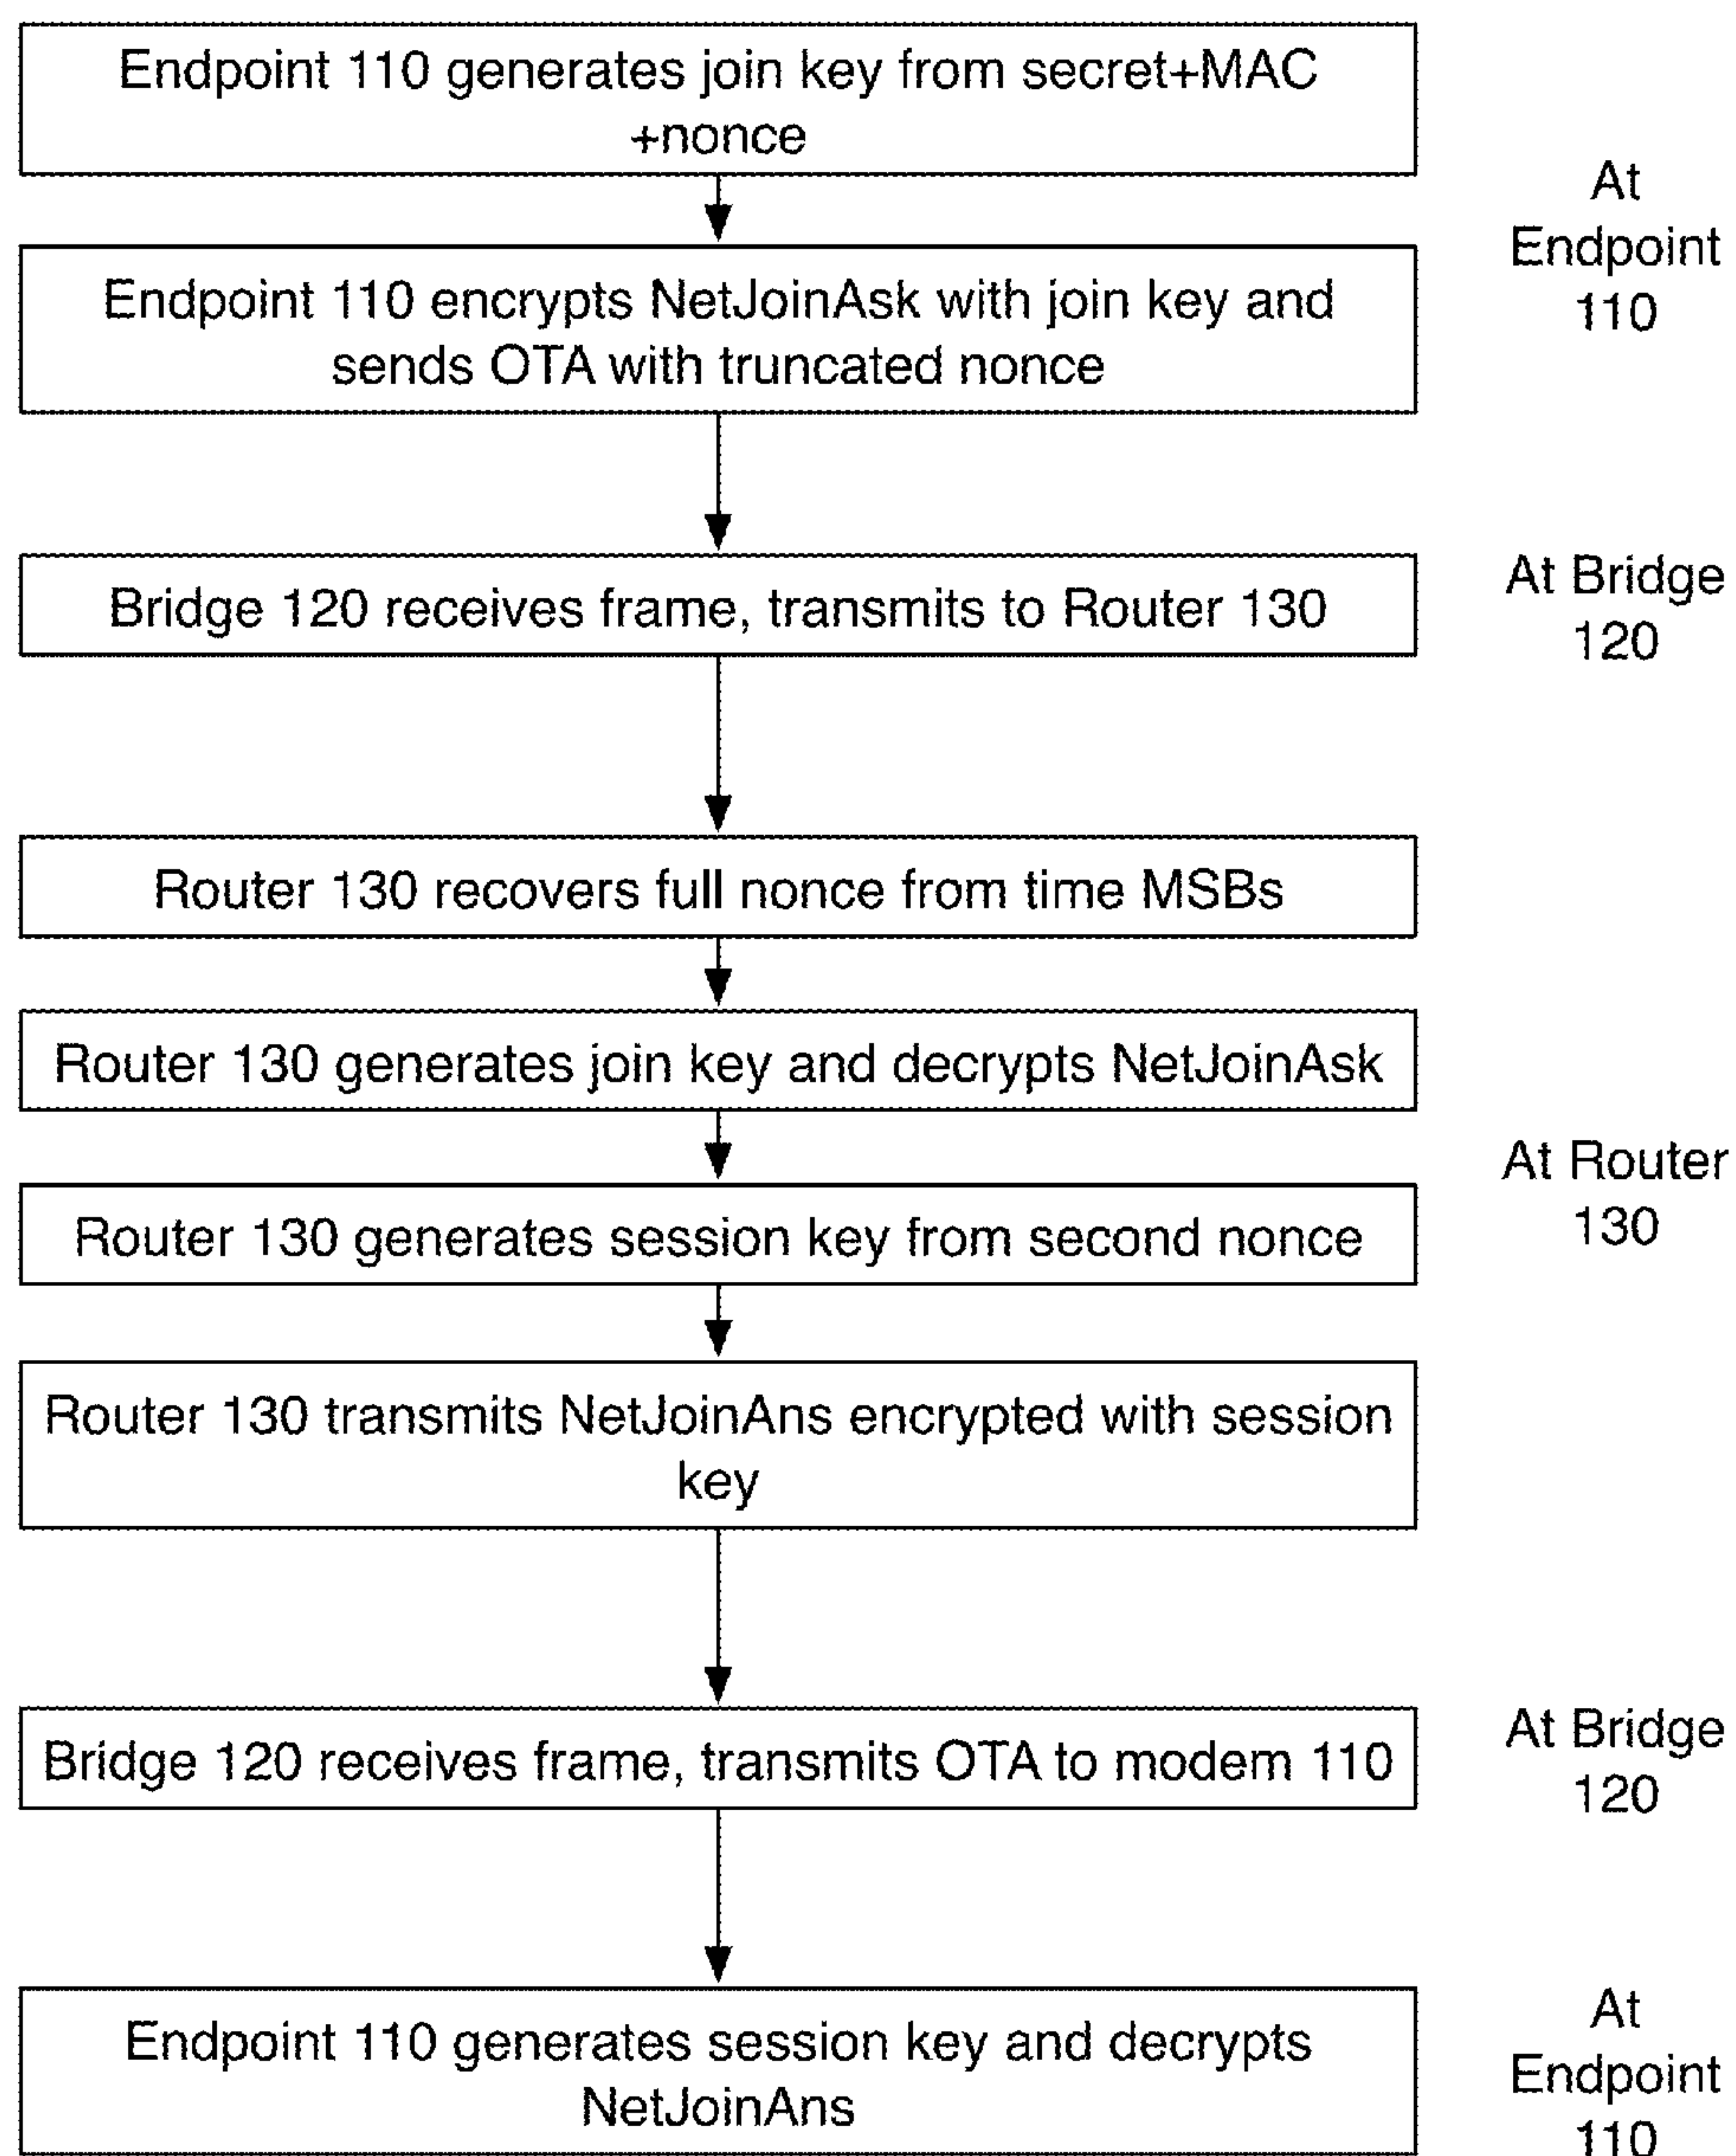 Endpoint 110 generates join key from secret+MAC
+nonce
At
Endpoint
110
Endpoint 110 encrypts NetJoinAsk with join key and
sends OTA with truncated nonce
Bridge 120 receives frame, transmits to Router 130
At Bridge
120
Router 130 recovers full nonce from time MSBs
Router 130 generates join key and decrypts NetJoinAsk
At Router
130
Router 130 generates session key from second nonce
Router 130 transmits NetJoinAns encrypted with session
key
Bridge 120 receives frame, transmits OTA to modem 110
At Bridge
120
Endpoint 110 generates session key and decrypts
NetJoinAns
At
Endpoint
110